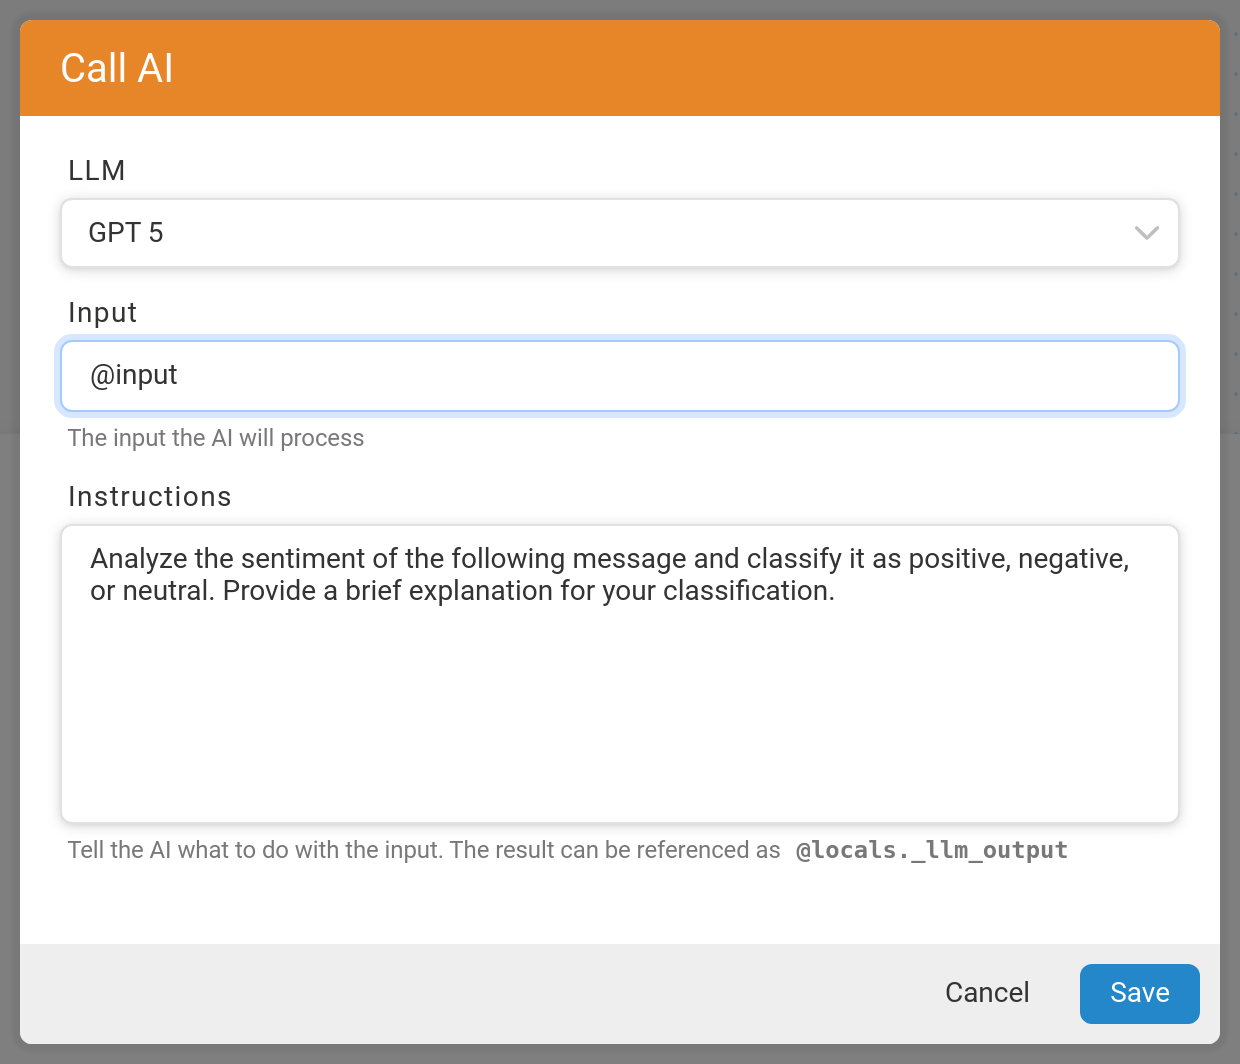 Call AI
LLM
GPT 5
Input
@input
The input the AI will process
Instructions
Analyze the sentiment of the following message and classify it as positive, negative,
or neutral. Provide a brief explanation for your classification.
Tell the AI what to do with the input. The result can be referenced as @locals._llm_output
Cancel
Save